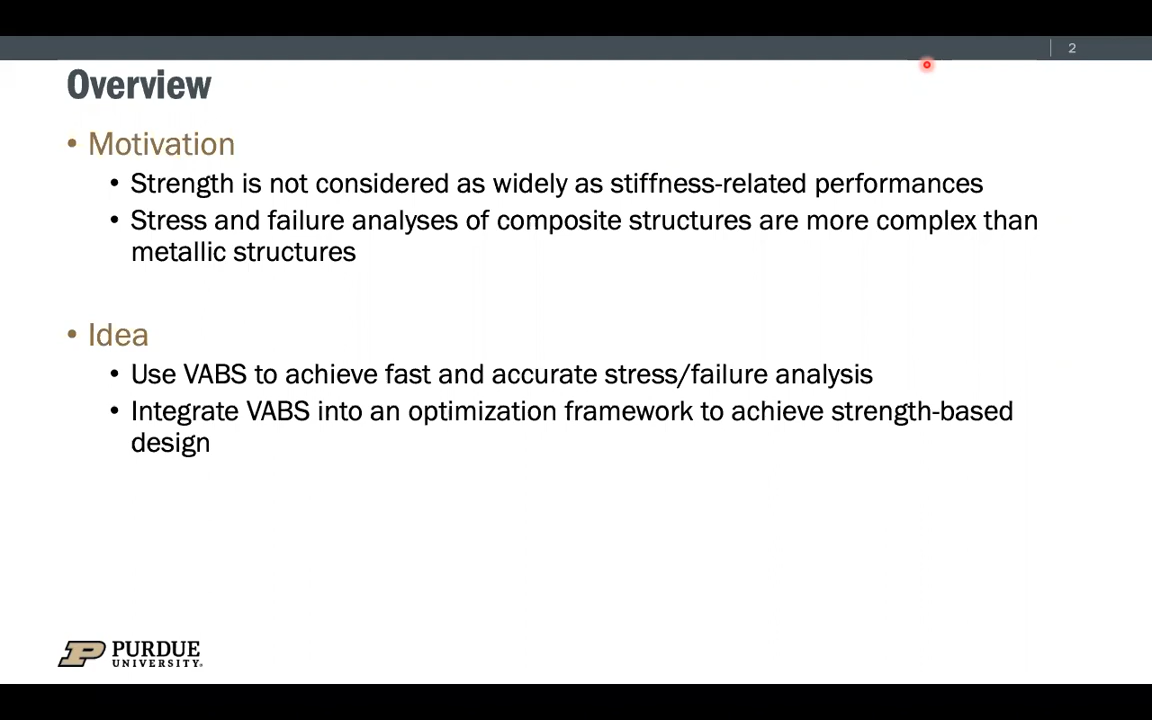 2
Overview
• Motivation
• Strength is not considered as widely as stiffness-related performances
• Stress and failure analyses of composite structures are more complex than
metallic structures
• Idea
• Use VABS to achieve fast and accurate stress/failure analysis
• Integrate VABS into an optimization framework to achieve strength-based
design
PURDUE
UNIVERSITY.